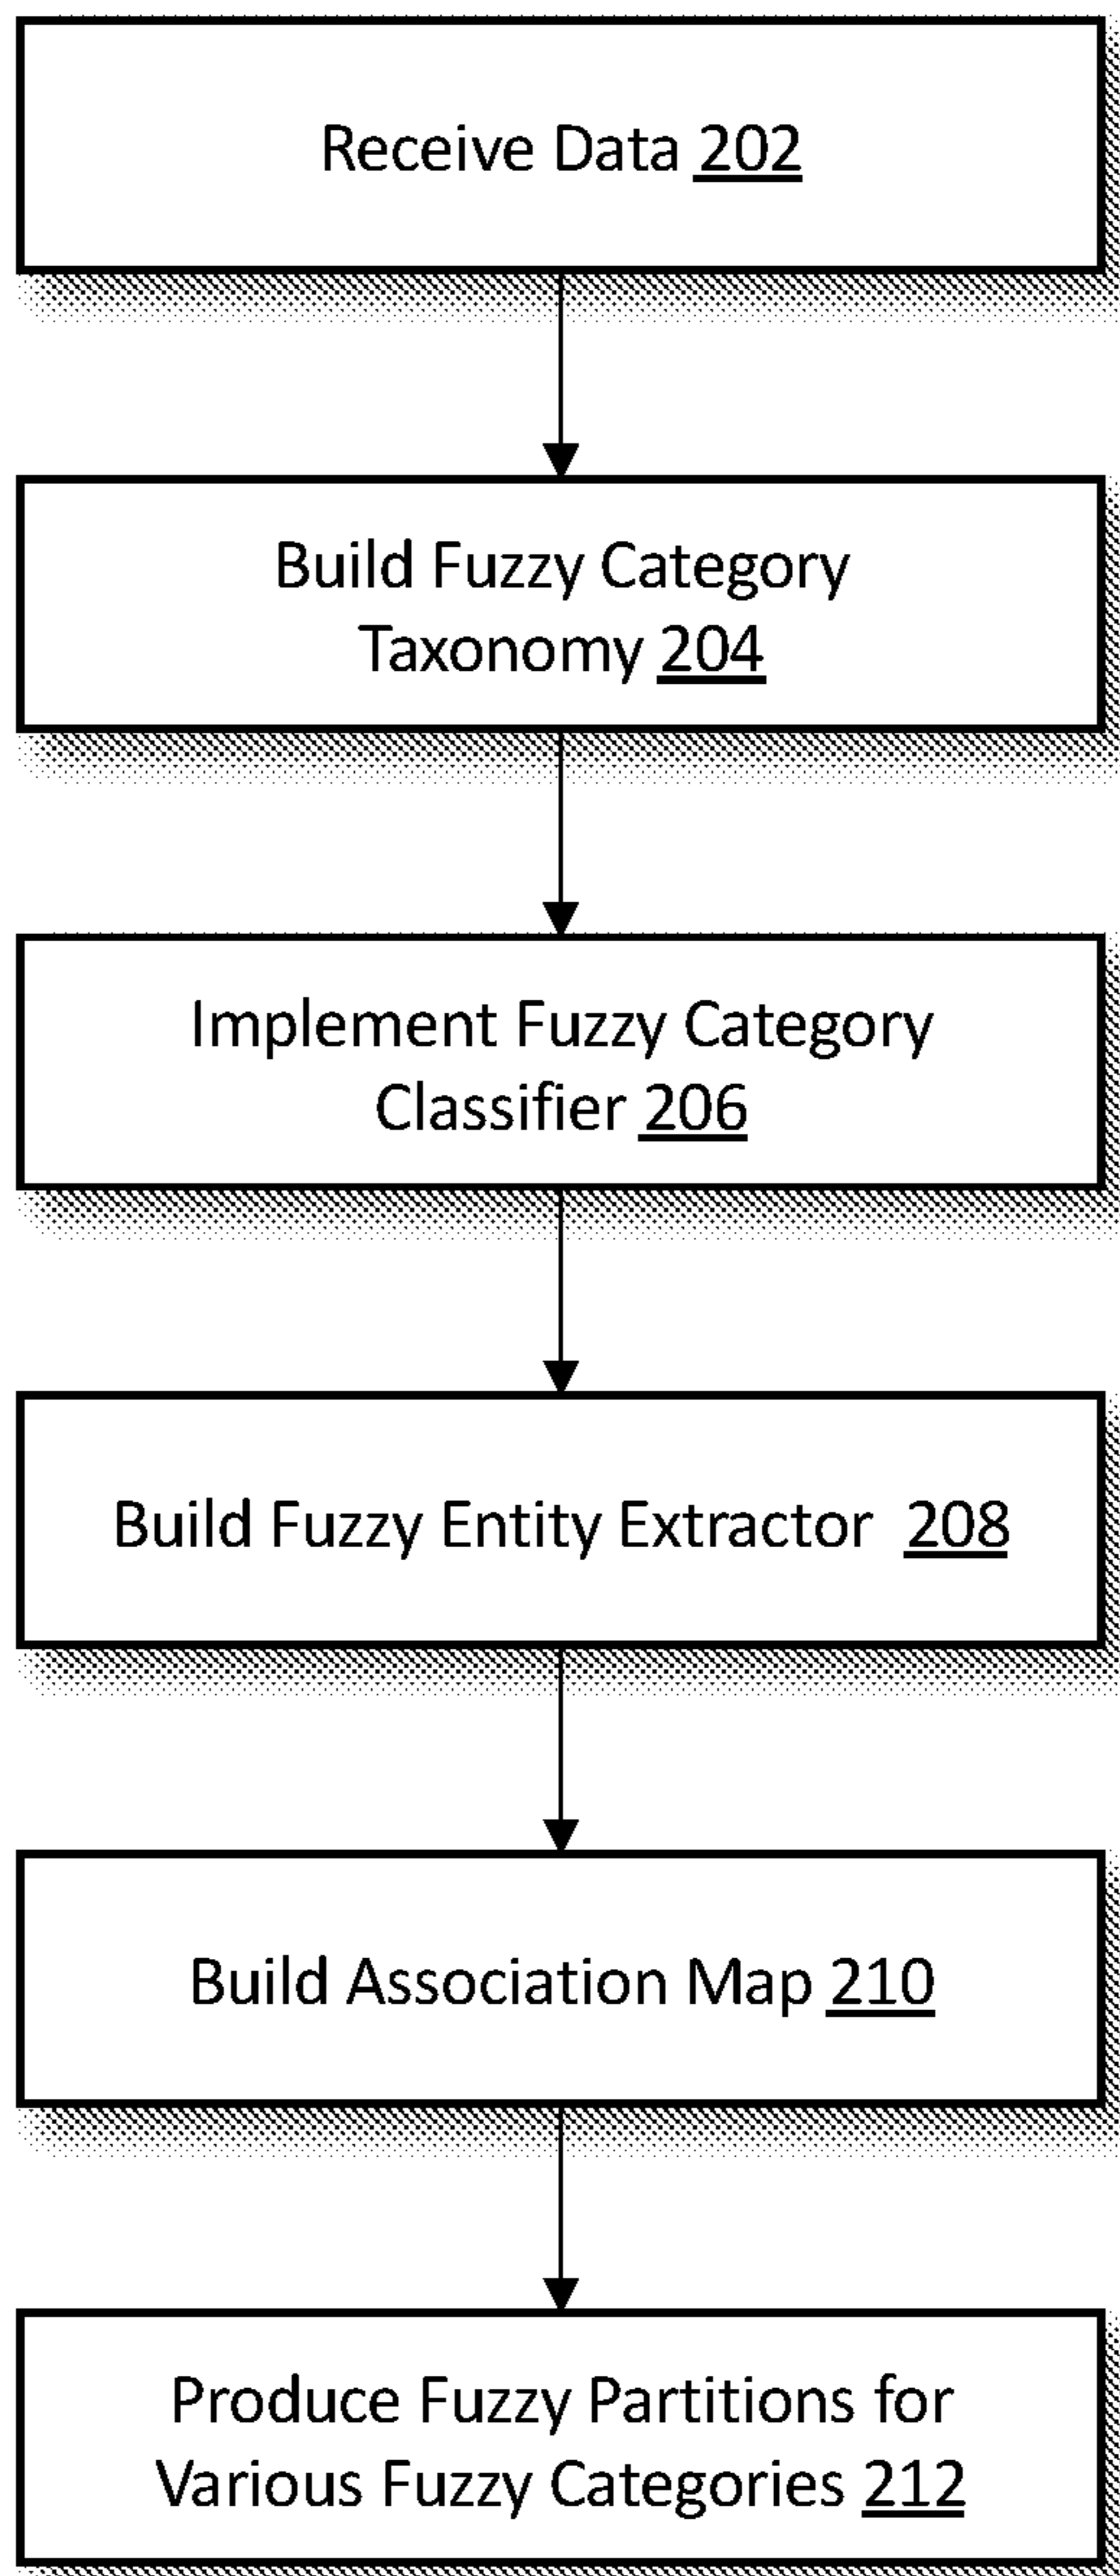 Receive Data 202
Build Fuzzy Category
Taxonomy 204
Implement Fuzzy Category
Classifier 206
Build Fuzzy Entity Extractor 208
Build Association Map 210
Produce Fuzzy Partitions for
Various Fuzzy Categories 212